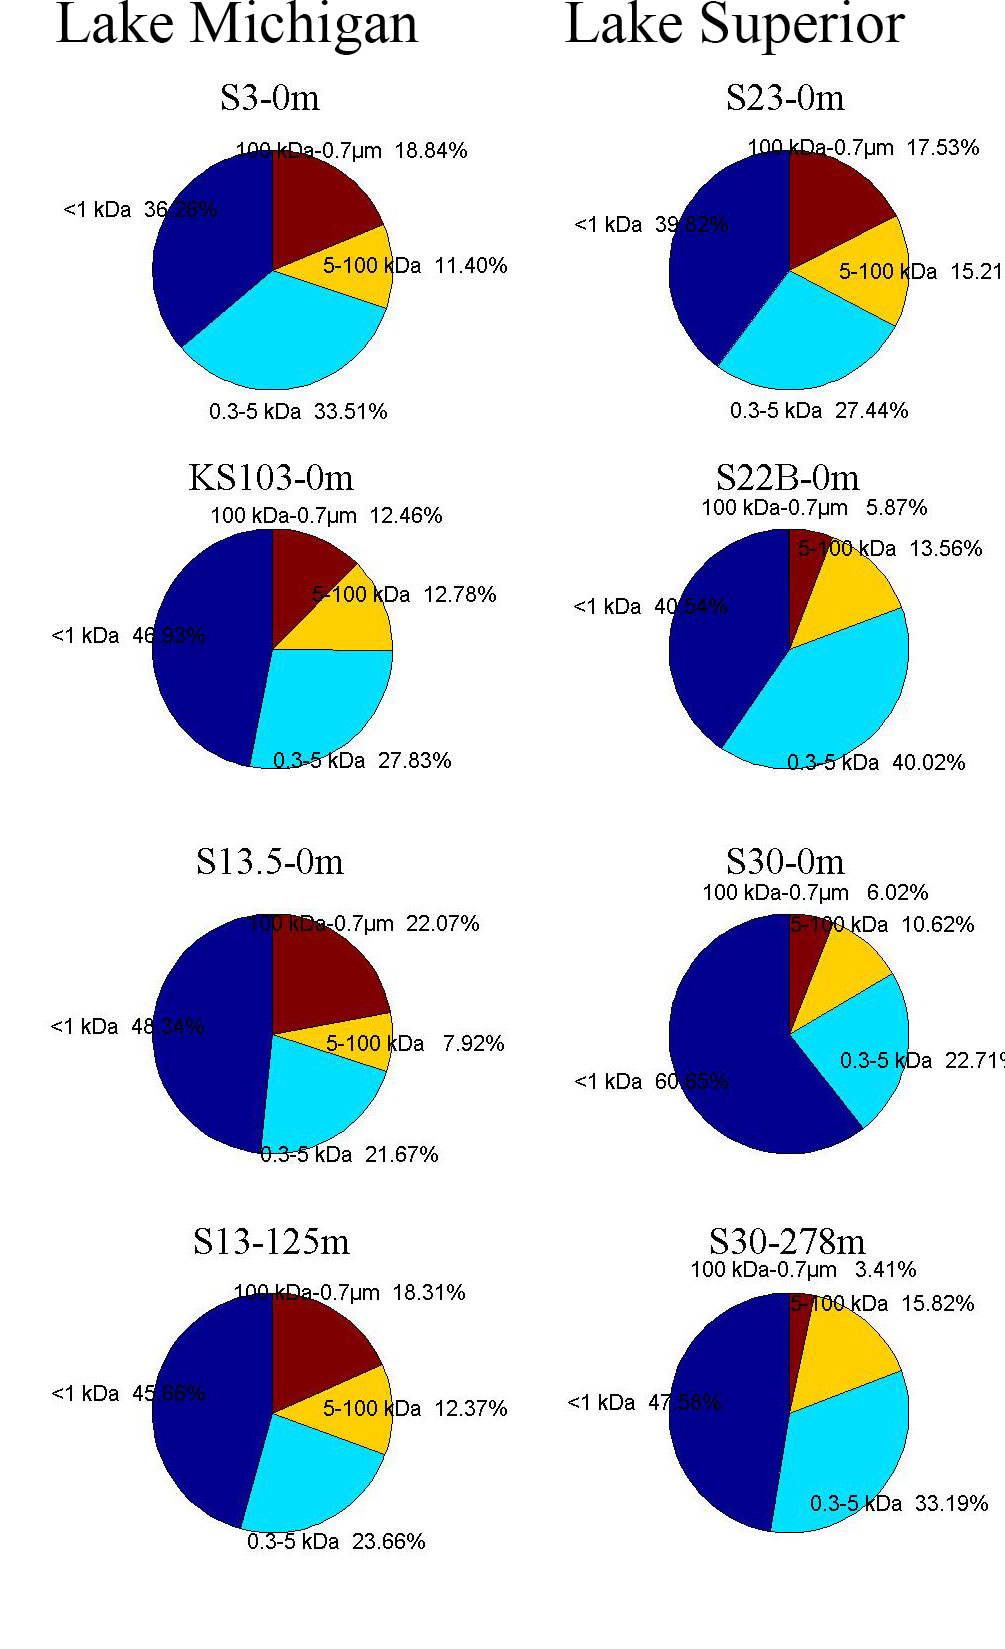 Lake Michigan
Lake Superior
S3-0m
100 kDa-0.7µm 18.84%
<1 kDa 36.26%
5-100 kDa 11.40%
0.3-5 kDa 33.51%
S23-0m
100 kDa-0.7µm 17.53%
<1 kDa 39.82%
5-100 kDa 15.21
0.3-5 kDa 27.44%
KS103-0m
100 kDa-0.7µm 12.46%
5-100 kDa 12.78%
<1 kDa 46.93%
0.3-5 kDa 27.83%
S22B-0m
100 kDa-0.7µm 5.87%
5-100 kDa 13.56%
<1 kDa 40.54%
0.3-5 kDa 40.02%
S13.5-0m
100 kDa-0.7µm 22.07%
<1 kDa 48.34%
5-100 kDa 7.92%
0.3-5 kDa 21.67%
S30-0m
100 kDa-0.7µm 6.02%
5-100 kDa 10.62%
0.3-5 kDa 22.71%
<1 kDa 60.65%
S13-125m
100 kDa-0.7µm 18.31%
<1 kDa 45.66%
5-100 kDa 12.37%
0.3-5 kDa 23.66%
S30-278m
100 kDa-0.7µm 3.41%
5-100 kDa 15.82%
<1 kDa 47.58%
0.3-5 kDa 33.19%